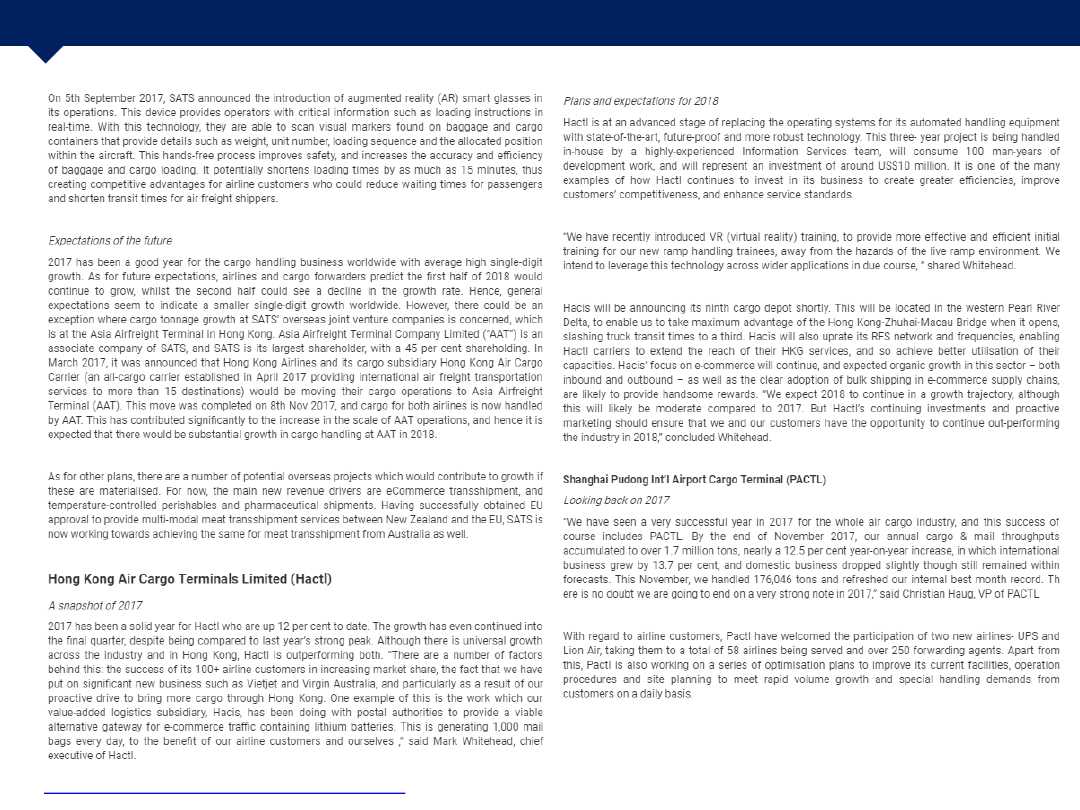 On 5th September 2017, SATS announced the introduction of augmented reality (AR) smart glasses in
its operations. This device provides operators with critical information such as loading instructions in
real-time. With this technology, they are able to scan visual markers found on baggage and cargo
containers that provide details such as weight, unit number, loading sequence and the allocated position
within the aircraft. This hands-free process improves safety, and increases the accuracy and efficiency
of baggage and cargo loading. It potentially shortens loading times by as much as 15 minutes, thus
creating competitive advantages for airline customers who could reduce waiting times for passengers
and shorten transit times for air freight shippers.
Expectations of the future
2017 has been a good year for the cargo handling business worldwide with average high single-digit
growth. As for future expectations, airlines and cargo forwarders predict the first half of 2018 would
continue to grow, whilst the second half could see a decline in the growth rate. Hence, general
expectations seem to indicate a smaller single-digit growth worldwide. However, there could be an
exception where cargo tonnage growth at SATS' overseas joint venture companies is concerned, which
is at the Asia Airfreight Terminal in Hong Kong. Asia Airfreight Terminal Company Limited ("AAT") is an
associate company of SATS, and SATS is its largest shareholder, with a 45 per cent shareholding. In
March 2017, it was announced that Hong Kong Airlines and its cargo subsidiary Hong Kong Air Cargo
Carrier (an all-cargo carrier established in April 2017 providing international air freight transportation
services to more than 15 destinations) would be moving their cargo operations to Asia Airfreight
Terminal (AAT). This move was completed on 8th Nov 2017, and cargo for both airlines is now handled
by AAT. This has contributed significantly to the increase in the scale of AAT operations, and hence it is
expected that there would be substantial growth in cargo handling at AAT in 2018.
As for other plans, there are a number of potential overseas projects which would contribute to growth if
these are materialised. For now, the main new revenue drivers are eCommerce transshipment, and
temperature-controlled perishables and pharmaceutical shipments. Having successfully obtained EU
approval to provide multi-modal meat transshipment services between New Zealand and the EU, SATS is
now working towards achieving the same for meat transshipment from Australia as well.
Hong Kong Air Cargo Terminals Limited (Hactl)
A snapshot of 2017
2017 has been a solid year for Hactl who are up 12 per cent to date. The growth has even continued into
the final quarter, despite being compared to last year's strong peak. Although there is universal growth
across the industry and in Hong Kong, Hactl is outperforming both. "There are a number of factors
behind this: the success of its 100+ airline customers in increasing market share, the fact that we have
put on significant new business such as Vietjet and Virgin Australia, and particularly as a result of our
proactive drive to bring more cargo through Hong Kong. One example of this is the work which our
value-added logistics subsidiary, Hacis, has been doing with postal authorities to provide a viable
alternative gateway for e-commerce traffic containing lithium batteries. This is generating 1,000 mail
bags every day, to the benefit of our airline customers and ourselves ," said Mark Whitehead, chief
executive of Hactl.
Plans and expectations for 2018
Hactl is at an advanced stage of replacing the operating systems for its automated handling equipment
with state-of-the-art, future-proof and more robust technology. This three- year project is being handled
in-house by a highly-experienced Information Services team, will consume 100 man-years of
development work, and will represent an investment of around US$10 million. It is one of the many
examples of how Hactl continues to invest in its business to create greater efficiencies, improve
customers' competitiveness, and enhance service standards.
"We have recently introduced VR (virtual reality) training, to provide more effective and efficient initial
training for our new ramp handling trainees, away from the hazards of the live ramp environment. We
intend to leverage this technology across wider applications in due course, " shared Whitehead.
Hacis will be announcing its ninth cargo depot shortly. This will be located in the western Pearl River
Delta, to enable us to take maximum advantage of the Hong Kong-Zhuhai-Macau Bridge when it opens,
slashing truck transit times to a third. Hacis will also uprate its RFS network and frequencies, enabling
Hactl carriers to extend the reach of their HKG services, and so achieve better utilisation of their
capacities. Hacis' focus on e-commerce will continue, and expected organic growth in this sector – both
inbound and outbound – as well as the clear adoption of bulk shipping in e-commerce supply chains,
are likely to provide handsome rewards. "We expect 2018 to continue in a growth trajectory, although
this will likely be moderate compared to 2017. But Hactl's continuing investments and proactive
marketing should ensure that we and our customers have the opportunity to continue out-performing
the industry in 2018," concluded Whitehead.
Shanghai Pudong Int'l Airport Cargo Terminal (PACTL)
Looking back on 2017
"We have seen a very successful year in 2017 for the whole air cargo industry, and this success of
course includes PACTL. By the end of November 2017, our annual cargo & mail throughputs
accumulated to over 1.7 million tons, nearly a 12.5 per cent year-on-year increase, in which international
business grew by 13.7 per cent, and domestic business dropped slightly though still remained within
forecasts. This November, we handled 176,046 tons and refreshed our internal best month record. Th
ere is no doubt we are going to end on a very strong note in 2017," said Christian Haug, VP of PACTL
With regard to airline customers, Pactl have welcomed the participation of two new airlines- UPS and
Lion Air, taking them to a total of 58 airlines being served and over 250 forwarding agents. Apart from
this, Pactl is also working on a series of optimisation plans to improve its current facilities, operation
procedures and site planning to meet rapid volume growth and special handling demands from
customers on a daily basis.